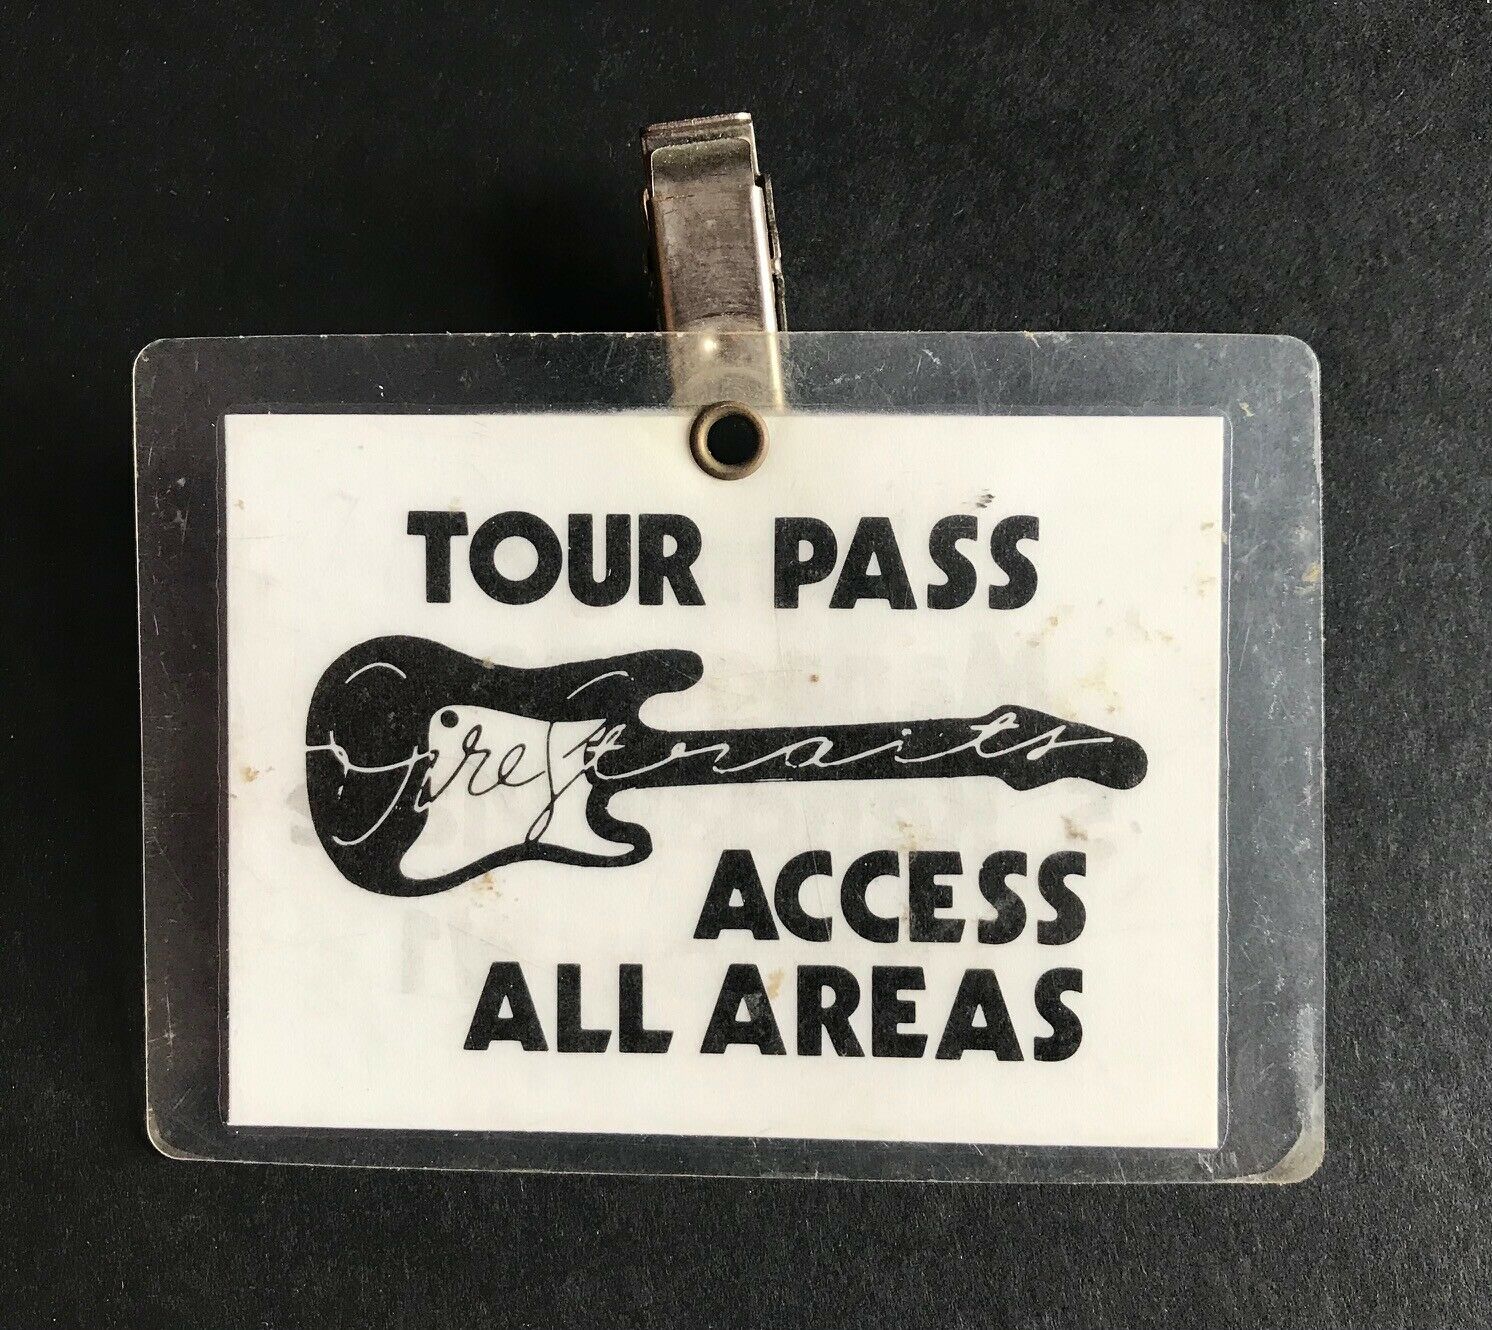 TOUR PASS
Dire Straits
ACCESS
ALL AREAS